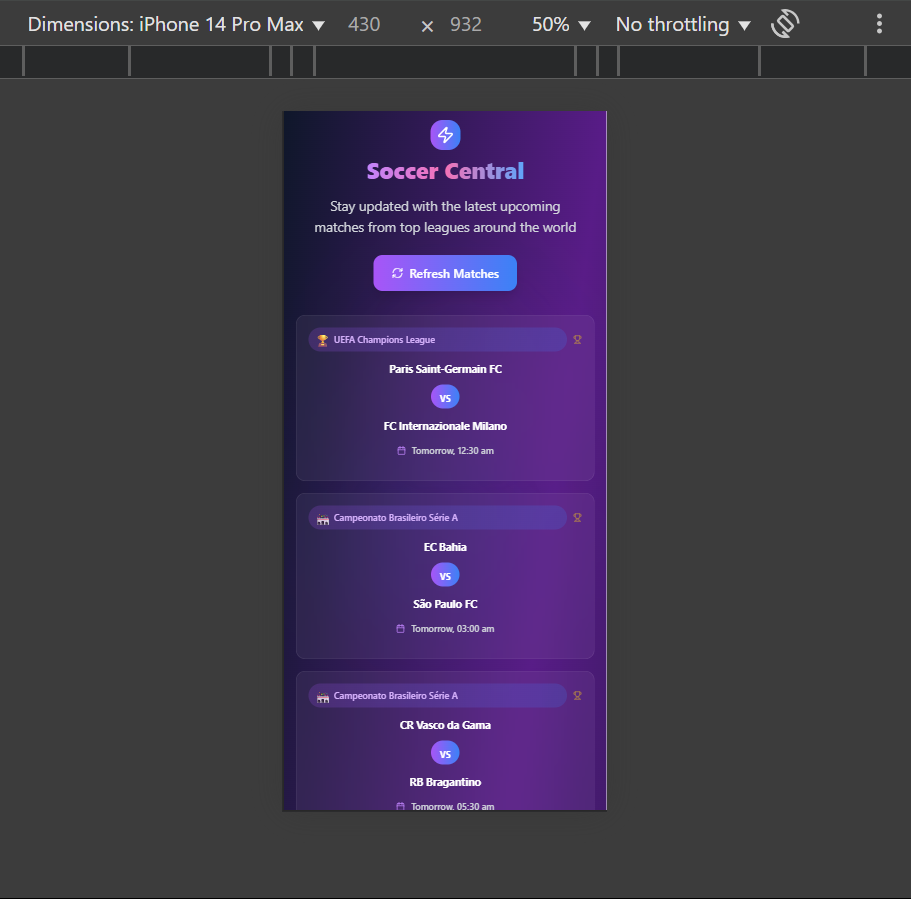 Dimensions: iPhone 14 Pro Max ▼ 430 × 932 50% ▼ No throttling ▼
Soccer Central
Stay updated with the latest upcoming
matches from top leagues around the world
Refresh Matches
UEFA Champions League
Paris Saint-Germain FC
VS
FC Internazionale Milano
Tomorrow, 12:30 am
Campeonato Brasileiro Série A
EC Bahia
VS
São Paulo FC
Tomorrow, 03:00 am
Campeonato Brasileiro Série A
CR Vasco da Gama
VS
RB Bragantino
Tomorrow, 05:30 am